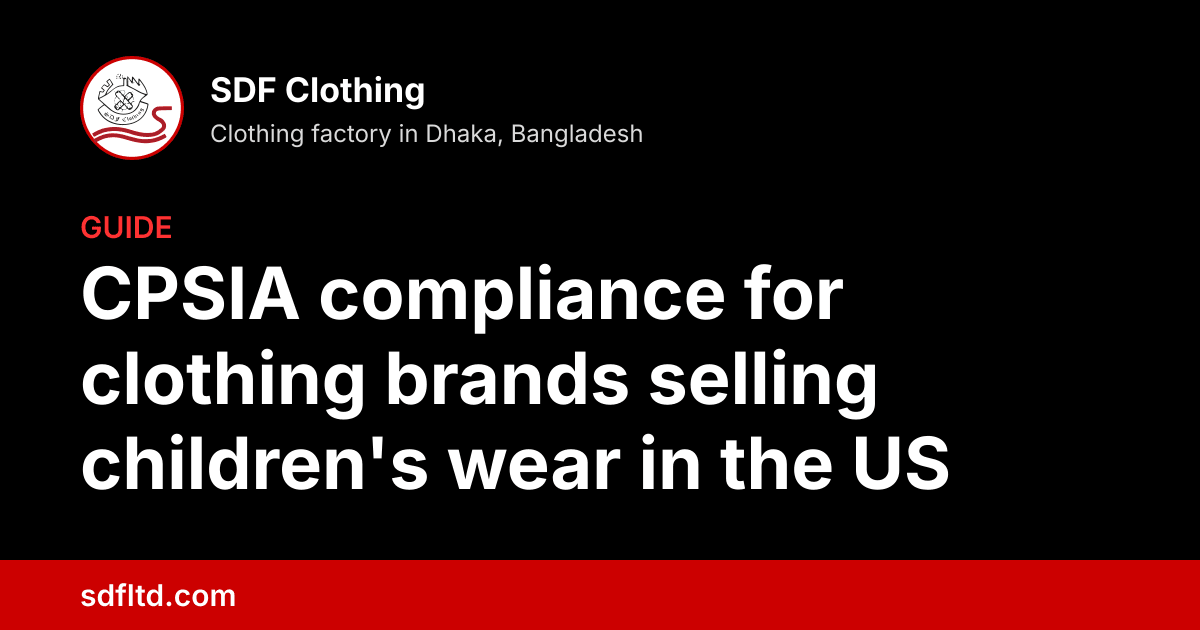 SDF Clothing
Clothing factory in Dhaka, Bangladesh
GUIDE
CPSIA compliance for
clothing brands selling
children's wear in the US
sdfltd.com